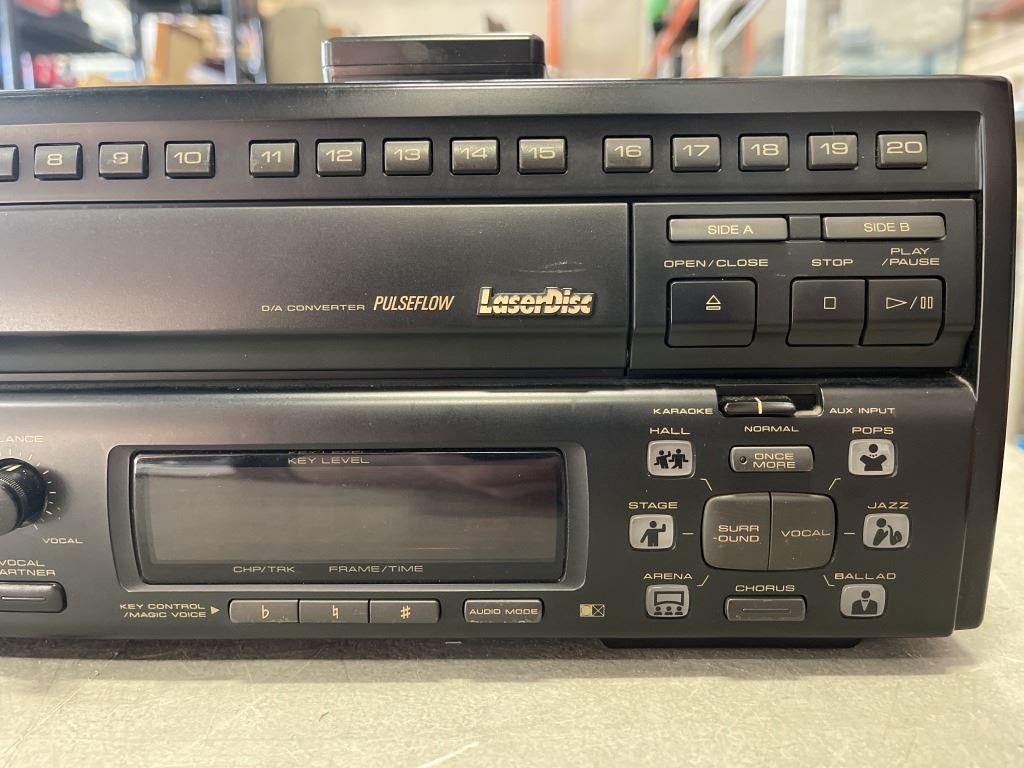 8 9 10 11 12 13 14 15 16 17 18 19 20
SIDE A SIDE B
OPEN/CLOSE STOP PLAY
/PAUSE
D/A CONVERTER PULSEFLOW LaserDisc
KARAOKE AUX INPUT
NORMAL
HALL POPS
ONCE
MORE
STAGE JAZZ
SURR
-OUND
VOCAL
ARENA BALLAD
CHORUS
KEY LEVEL
CHP/TRK FRAME/TIME
VOCAL
VOCAL
KEY CONTROL
/MAGIC VOICE ▶ ♭ ♮ ♯ AUDIO MODE